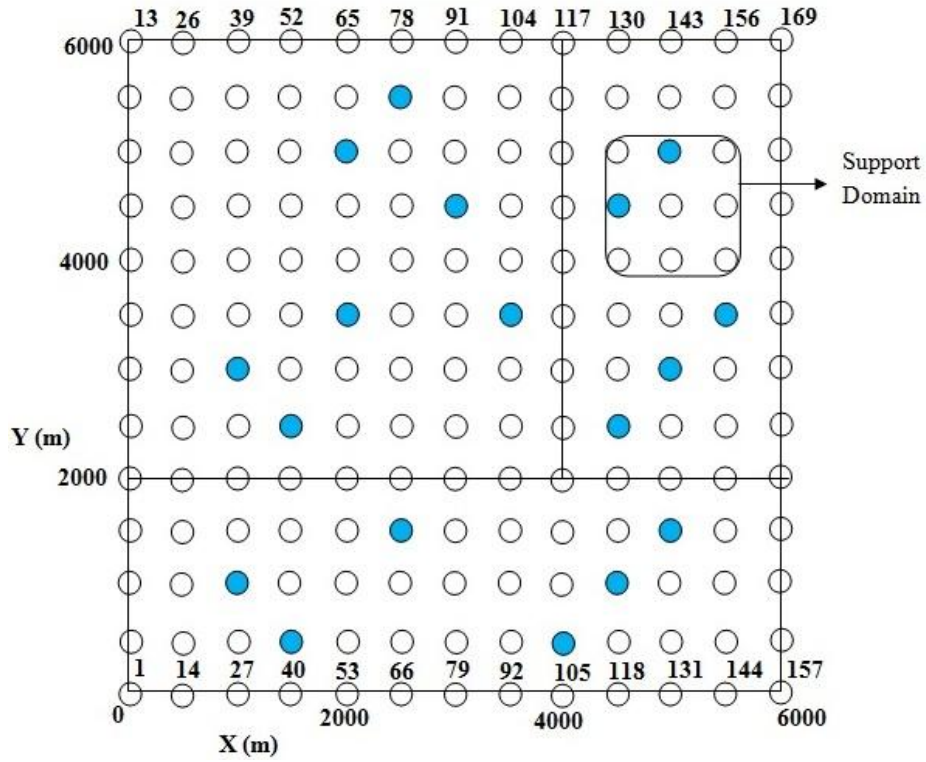 13 26 39 52 65 78 91 104 117 130 143 156 169
6000
Support
Domain
4000
Y (m)
2000
1 14 27 40 53 66 79 92 105 118 131 144 157
0 2000 4000 6000
X (m)